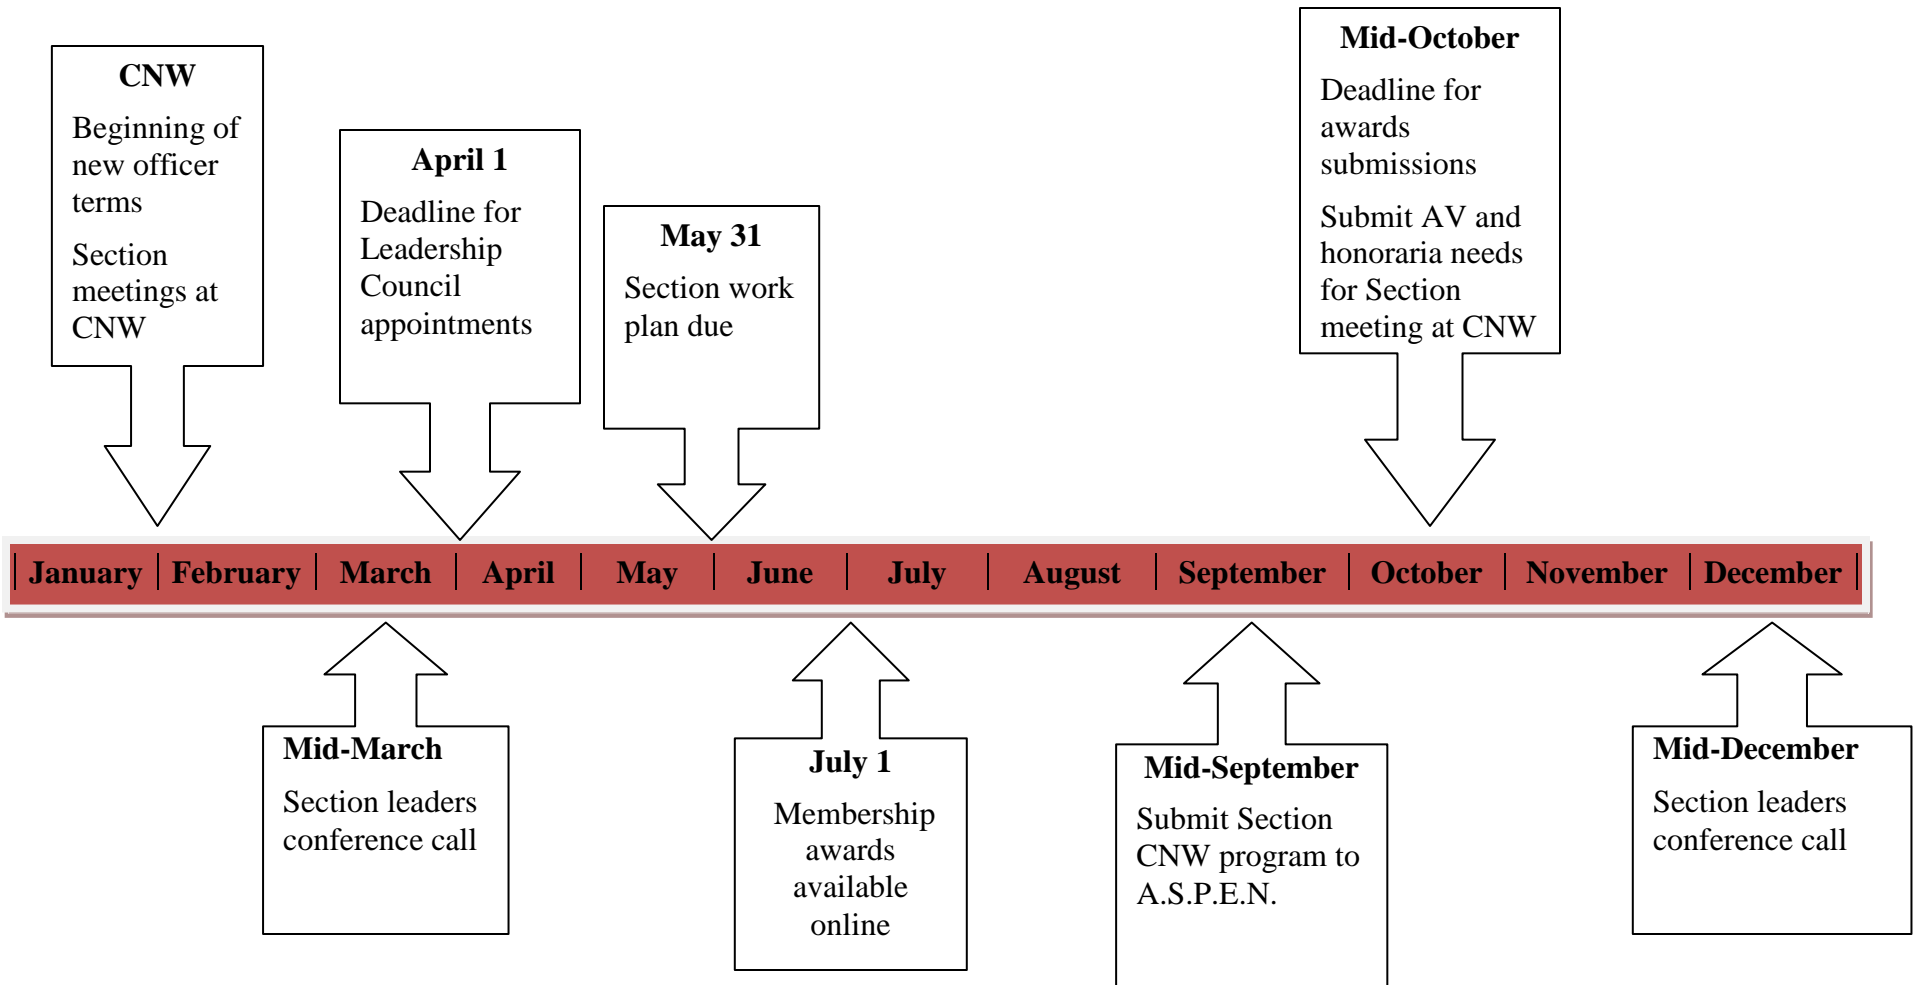 CNW
Beginning of
new officer
terms
Section
meetings at
CNW
April 1
Deadline for
Leadership
Council
appointments
May 31
Section work
plan due
Mid-October
Deadline for
awards
submissions
Submit AV and
honoraria needs
for Section
meeting at CNW
January February March April May June July August September October November December
Mid-March
Section leaders
conference call
July 1
Membership
awards
available
online
Mid-September
Submit Section
CNW program to
A.S.P.E.N.
Mid-December
Section leaders
conference call